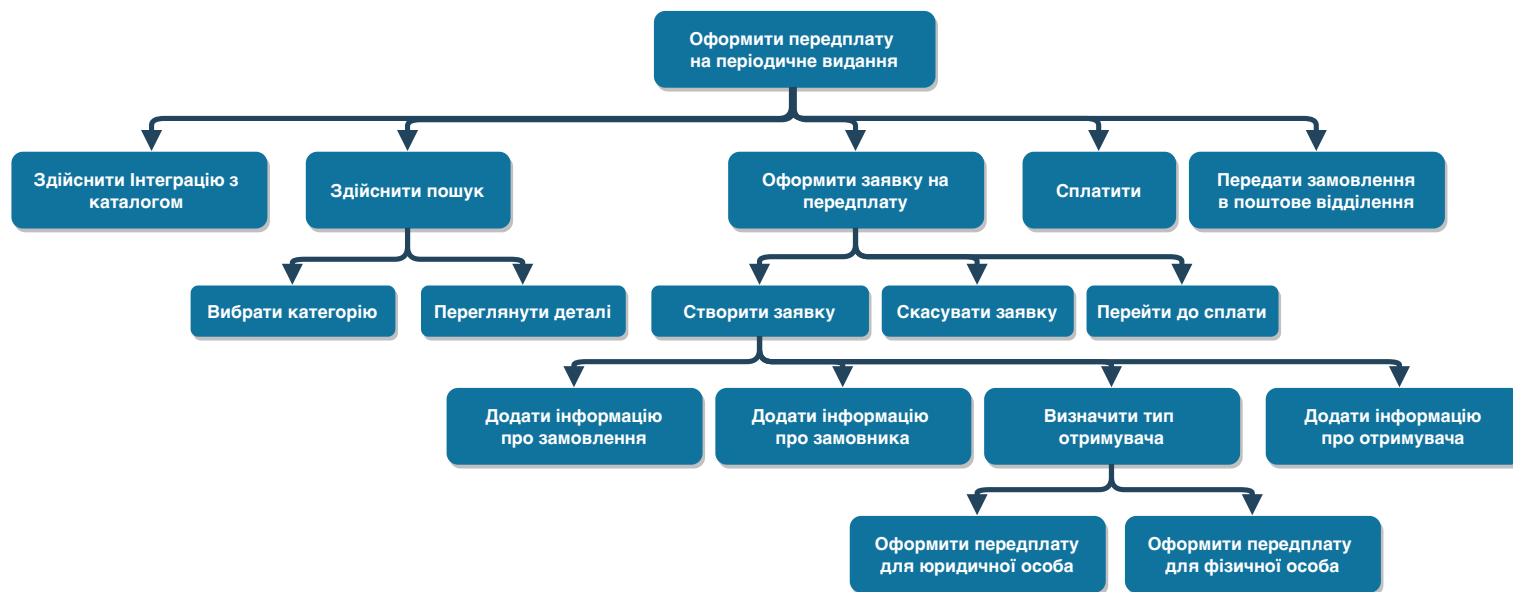 Оформити передплату
на періодичне видання
Здійснити Інтеграцію з
каталогом
Здійснити пошук
Оформити заявку на
передплату
Сплатити
Передати замовлення
в поштове відділення
Вибрати категорію
Переглянути деталі
Створити заявку
Скасувати заявку
Перейти до сплати
Додати інформацію
про замовлення
Додати інформацію
про замовника
Визначити тип
отримувача
Додати інформацію
про отримувача
Оформити передплату
для юридичної особа
Оформити передплату
для фізичної особа